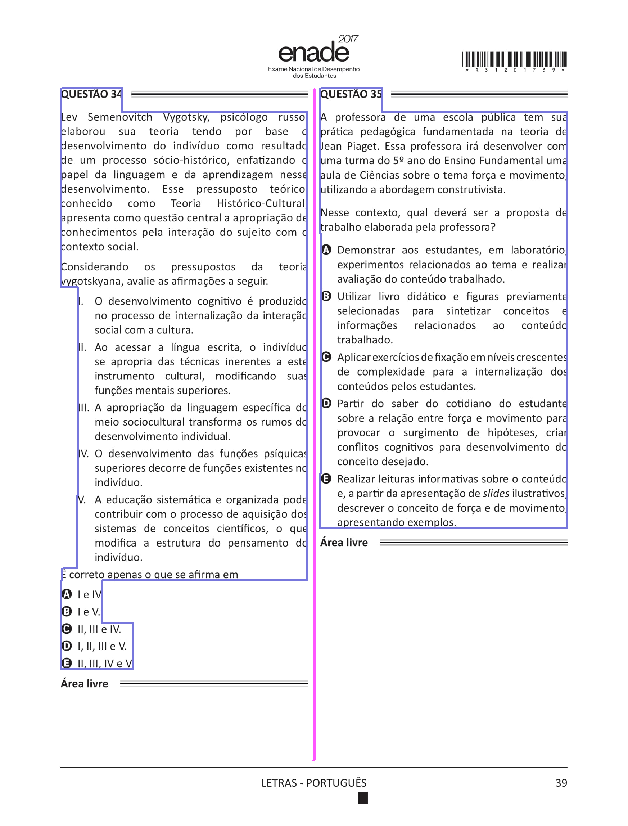 enade
2017
Exame Nacional de Desempenho
dos Estudantes
QUESTÃO 34
Lev Semenovitch Vygotsky, psicólogo russo
elaborou sua teoria tendo por base o
desenvolvimento do indivíduo como resultado
de um processo sócio-histórico, enfatizando o
papel da linguagem e da aprendizagem nesse
desenvolvimento. Esse pressuposto teórico
conhecido como Teoria Histórico-Cultural
apresenta como questão central a apropriação de
conhecimentos pela interação do sujeito com o
contexto social.
Considerando os pressupostos da teoria
vygotskyana, avalie as afirmações a seguir.
I. O desenvolvimento cognitivo é produzido
no processo de internalização da interação
social com a cultura.
II. Ao acessar a língua escrita, o indivíduo
se apropria das técnicas inerentes a este
instrumento cultural, modificando suas
funções mentais superiores.
III. A apropriação da linguagem específica do
meio sociocultural transforma os rumos do
desenvolvimento individual.
IV. O desenvolvimento das funções psíquicas
superiores decorre de funções existentes no
indivíduo.
V. A educação sistemática e organizada pode
contribuir com o processo de aquisição dos
sistemas de conceitos científicos, o que
modifica a estrutura do pensamento do
indivíduo.
É correto apenas o que se afirma em
A I e IV
B I e V.
C II, III e IV.
D I, II, III e V.
E II, III, IV e V
Área livre
QUESTÃO 35
A professora de uma escola pública tem sua
prática pedagógica fundamentada na teoria de
Jean Piaget. Essa professora irá desenvolver com
uma turma do 5º ano do Ensino Fundamental uma
aula de Ciências sobre o tema força e movimento,
utilizando a abordagem construtivista.
Nesse contexto, qual deverá ser a proposta de
trabalho elaborada pela professora?
A Demonstrar aos estudantes, em laboratório,
experimentos relacionados ao tema e realizar
avaliação do conteúdo trabalhado.
B Utilizar livro didático e figuras previamente
selecionadas para sintetizar conceitos e
informações relacionados ao conteúdo
trabalhado.
C Aplicar exercícios de fixação em níveis crescentes
de complexidade para a internalização dos
conteúdos pelos estudantes.
D Partir do saber do cotidiano do estudante
sobre a relação entre força e movimento para
provocar o surgimento de hipóteses, criar
conflitos cognitivos para desenvolvimento do
conceito desejado.
E Realizar leituras informativas sobre o conteúdo
e, a partir da apresentação de slides ilustrativos,
descrever o conceito de força e de movimento,
apresentando exemplos.
Área livre
LETRAS - PORTUGUÊS
39